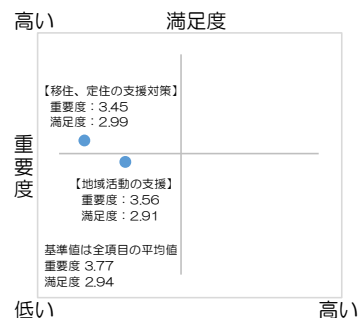 高い
満足度
【移住、定住の支援対策】
重要度：3.45
満足度：2.99
重要度
【地域活動の支援】
重要度：3.56
満足度：2.91
基準値は全項目の平均値
重要度 3.77
満足度 2.94
低い
高い